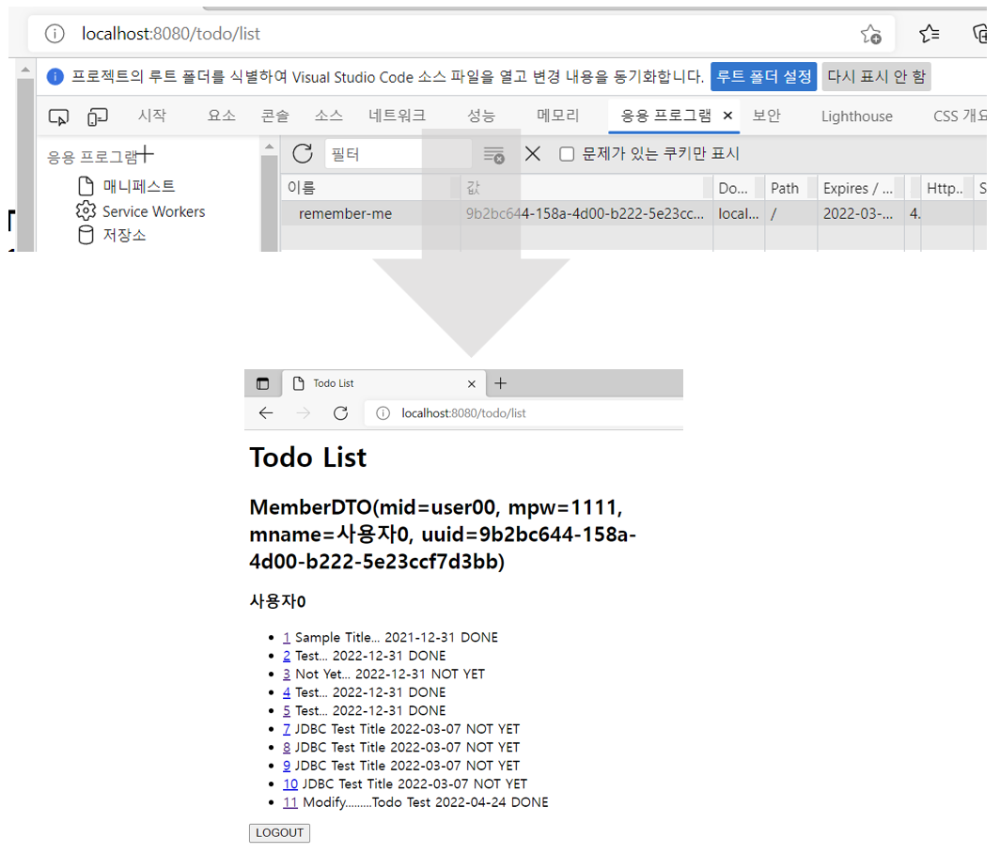 localhost:8080/todo/list
프로젝트의 루트 폴더를 식별하여 Visual Studio Code 소스 파일을 열고 변경 내용을 동기화합니다. 루트 폴더 설정 다시 표시 안 함
시작 요소 콘솔 소스 네트워크 성능 메모리 응용 프로그램 보안 Lighthouse CSS 개요
응용 프로그램
필터 문제가 있는 쿠키만 표시
매니페스트
Service Workers
저장소
이름 값 Do... Path Expires / ... Http... S
remember-me 9b2bc644-158a-4d00-b222-5e23cc... local... / 2022-03-... 4.
Todo List
localhost:8080/todo/list
Todo List
MemberDTO(mid=user00, mpw=1111,
mname=사용자0, uuid=9b2bc644-158a-
4d00-b222-5e23ccf7d3bb)
사용자0
1 Sample Title... 2021-12-31 DONE
2 Test... 2022-12-31 DONE
3 Not Yet... 2022-12-31 NOT YET
4 Test... 2022-12-31 DONE
5 Test... 2022-12-31 DONE
7 JDBC Test Title 2022-03-07 NOT YET
8 JDBC Test Title 2022-03-07 NOT YET
9 JDBC Test Title 2022-03-07 NOT YET
10 JDBC Test Title 2022-03-07 NOT YET
11 Modify.........Todo Test 2022-04-24 DONE
LOGOUT